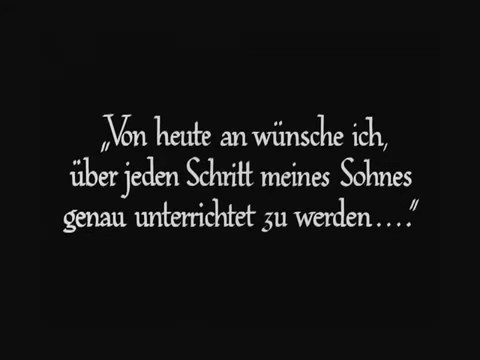 „Von heute an wünsche ich,
über jeden Schritt meines Sohnes
genau unterrichtet zu werden....“